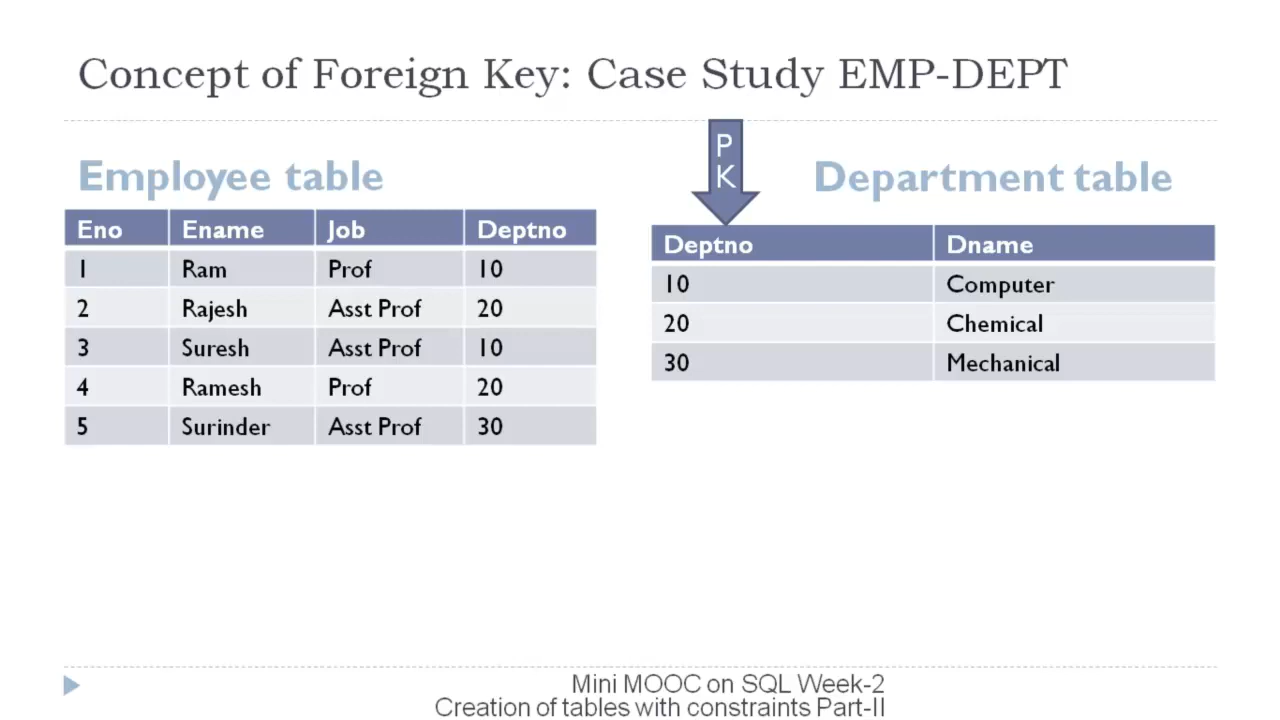 Concept of Foreign Key: Case Study EMP-DEPT
Employee table
Eno Ename Job Deptno
1 Ram Prof 10
2 Rajesh Asst Prof 20
3 Suresh Asst Prof 10
4 Ramesh Prof 20
5 Surinder Asst Prof 30
P
K
Department table
Deptno Dname
10 Computer
20 Chemical
30 Mechanical
Mini MOOC on SQL Week-2
Creation of tables with constraints Part-II